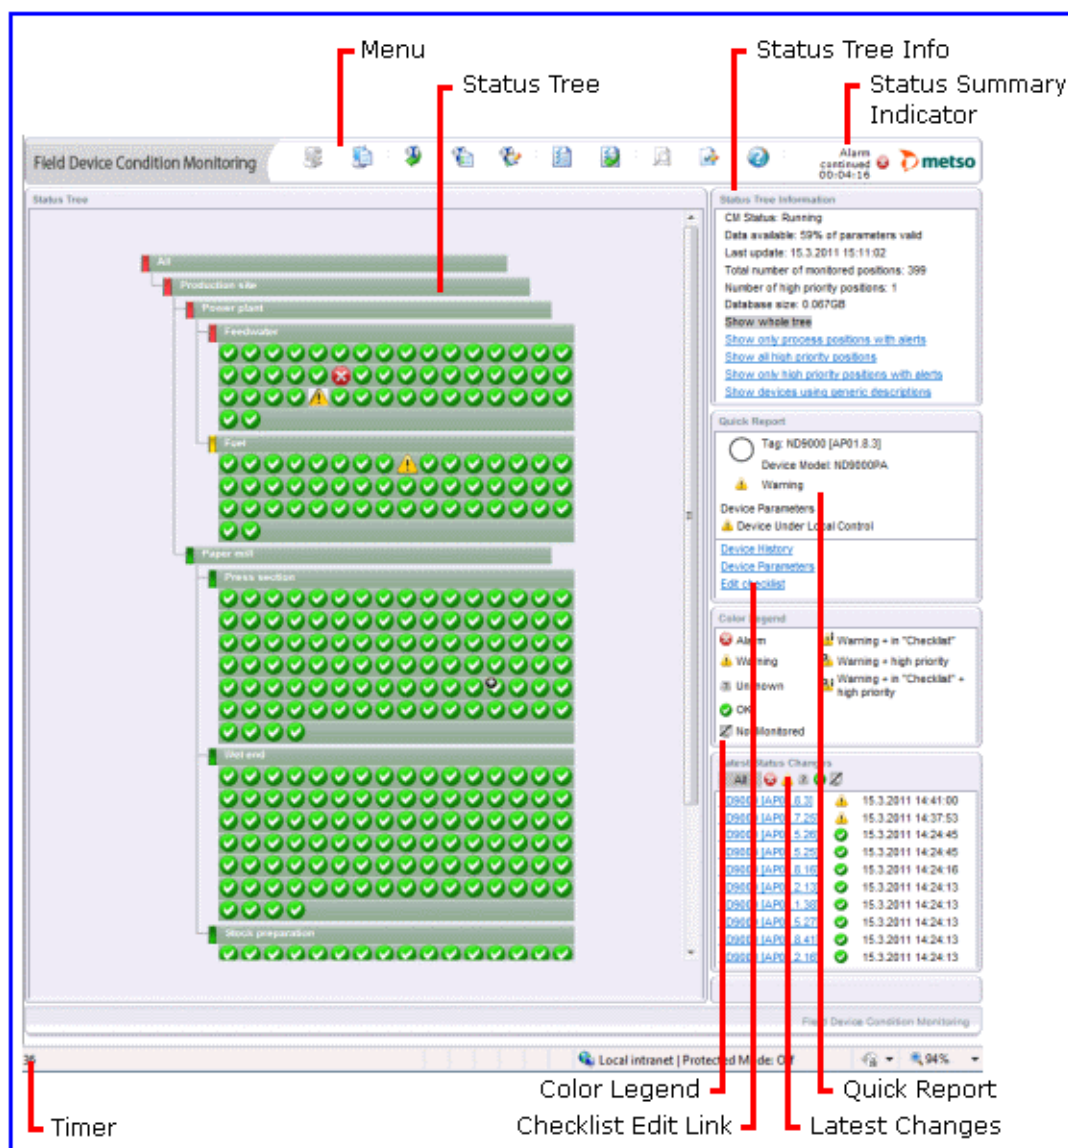 Menu
Status Tree Info
Status Tree
Status Summary
Indicator
Field Device Condition Monitoring
Alarm
continued
00:04:16
metso
Status Tree
Status Tree Information
CM Status: Running
Data available: 59% of parameters valid
Last update: 15.3.2011 15:11:02
Total number of monitored positions: 399
Number of high priority positions: 1
Database size: 0.067GB
Show whole tree
Show only process positions with alerts
Show all high priority positions
Show only high priority positions with alerts
Show devices using generic descriptions
All
Production site
Power plant
Feedwater
Fuel
Paper mill
Press section
Wet end
Stock preparation
Quick Report
Tag: ND9000 [AP01.8.3]
Device Model: ND9000PA
Warning
Device Parameters
Device Under Local Control
Device History
Device Parameters
Edit checklist
Color Legend
Alarm
Warning + in "Checklist"
Warning
Warning + high priority
Unknown
Warning + in "Checklist" +
high priority
OK
Not Monitored
Latest Status Changes
All
15.3.2011 14:41:00
15.3.2011 14:37:53
15.3.2011 14:24:45
15.3.2011 14:24:45
15.3.2011 14:24:16
15.3.2011 14:24:13
15.3.2011 14:24:13
15.3.2011 14:24:13
15.3.2011 14:24:13
15.3.2011 14:24:13
Field Device Condition Monitoring
36
Local intranet | Protected Mode: Off
94%
Color Legend
Quick Report
Timer
Checklist Edit Link
Latest Changes